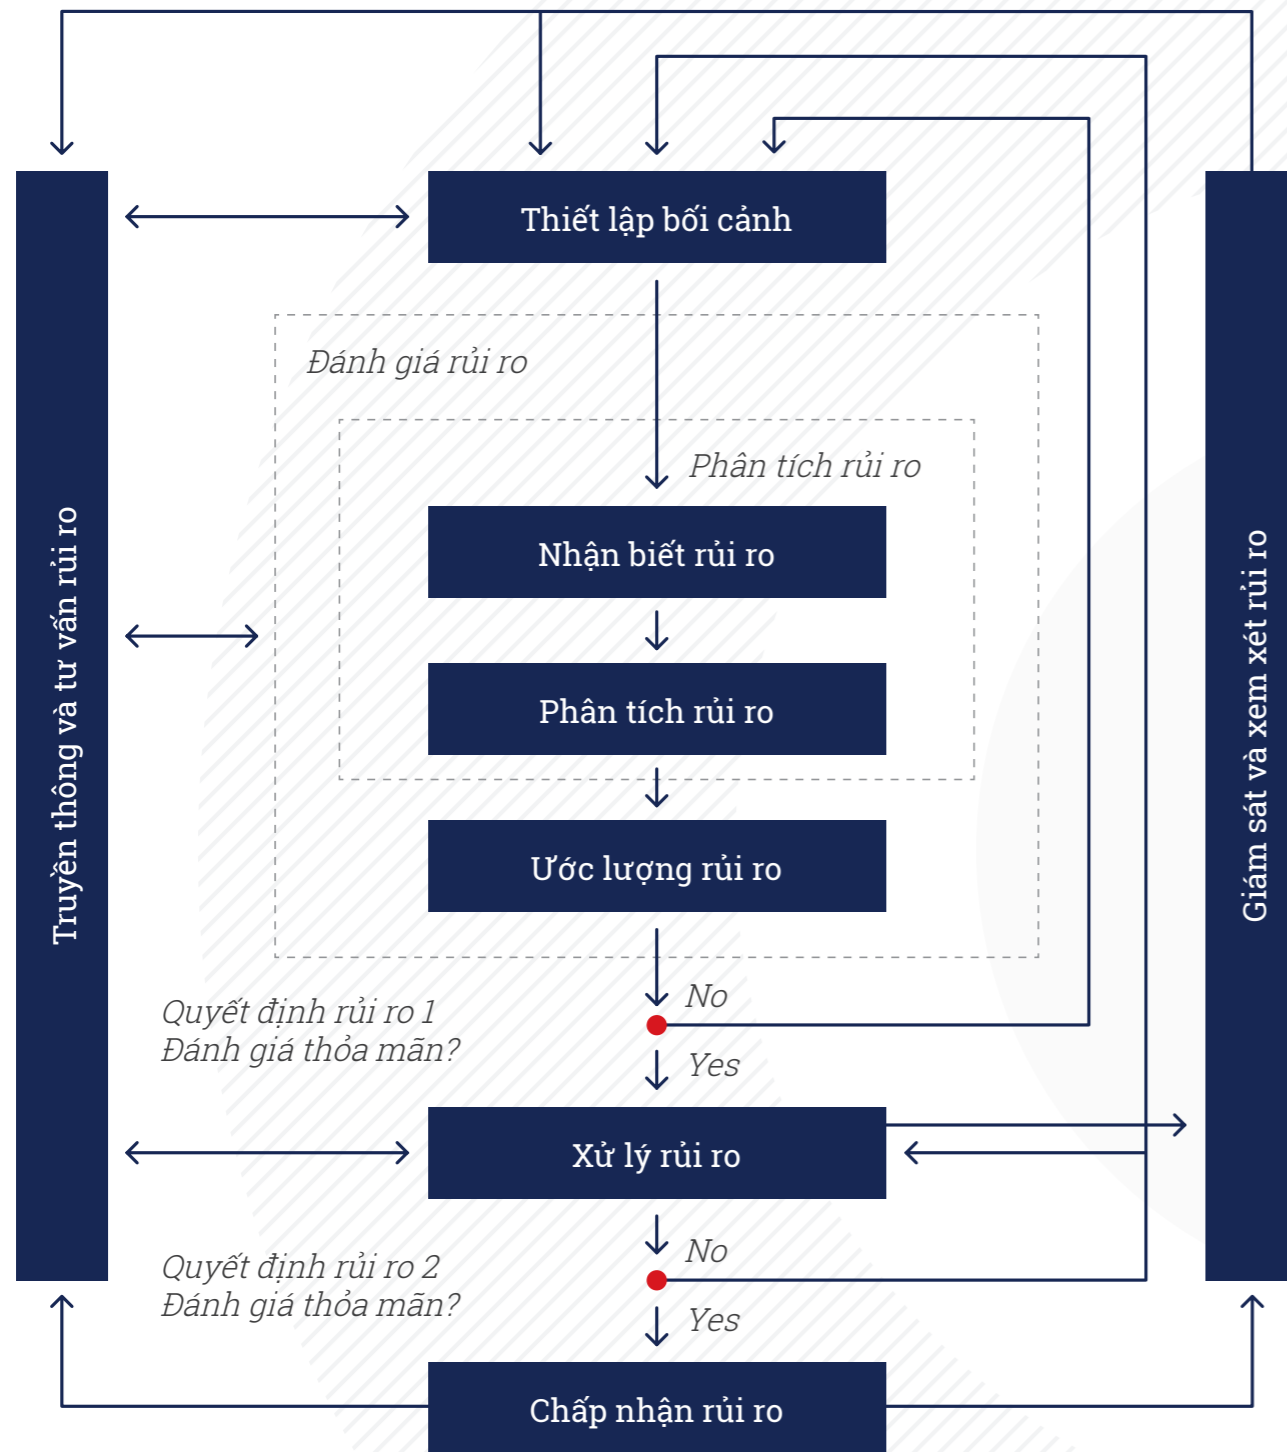 Thiết lập bối cảnh
Đánh giá rủi ro
Phân tích rủi ro
Nhận biết rủi ro
Phân tích rủi ro
Ước lượng rủi ro
Truyền thông và tư vấn rủi ro
Giám sát và xem xét rủi ro
No
Quyết định rủi ro 1
Đánh giá thỏa mãn?
Yes
Xử lý rủi ro
No
Quyết định rủi ro 2
Đánh giá thỏa mãn?
Yes
Chấp nhận rủi ro